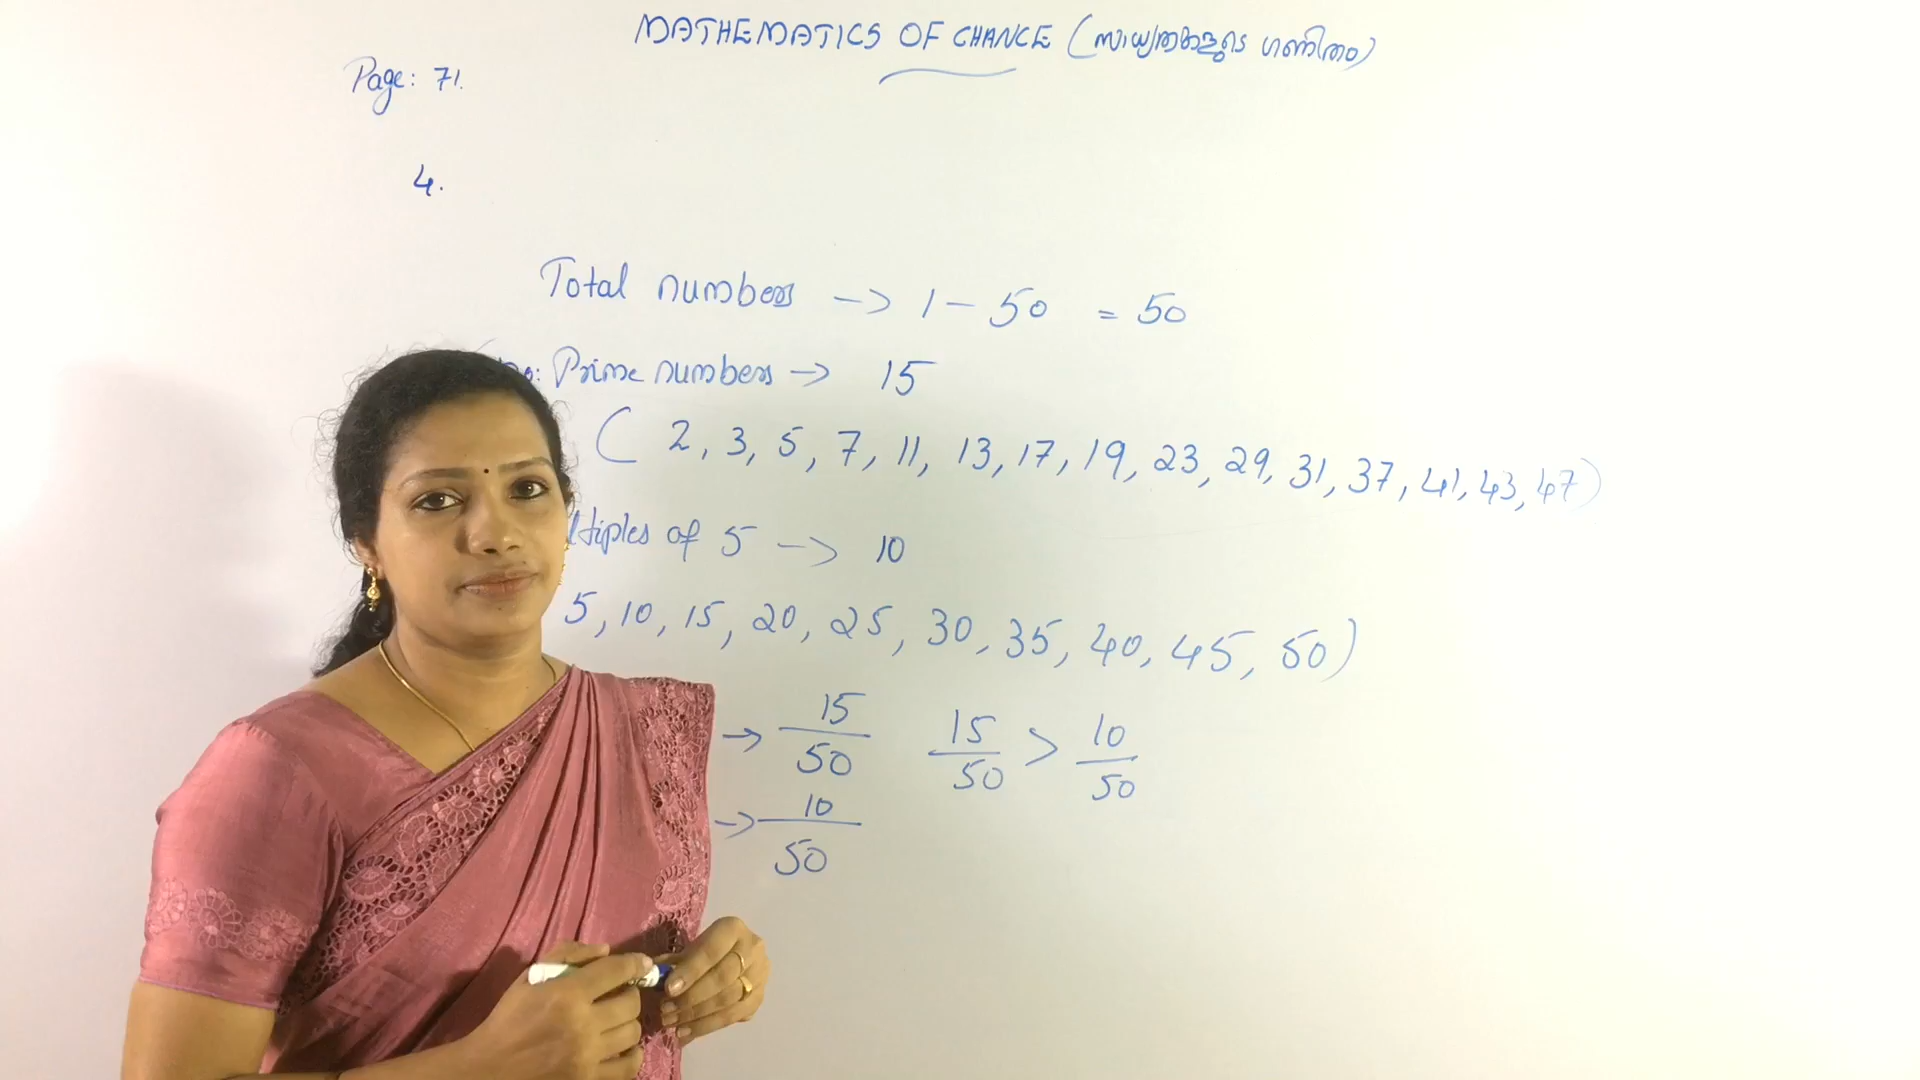 MATHEMATICS OF CHANCE (സാധ്യതകളുടെ ഗണിതം)
Page: 71.
4.
Total numbers -> 1 - 50 = 50
no: Prime numbers -> 15
( 2, 3, 5, 7, 11, 13, 17, 19, 23, 29, 31, 37, 41, 43, 47)
ltiples of 5 -> 10
5, 10, 15, 20, 25, 30, 35, 40, 45, 50)
-> 15/50 15/50 > 10/50
-> 10/50